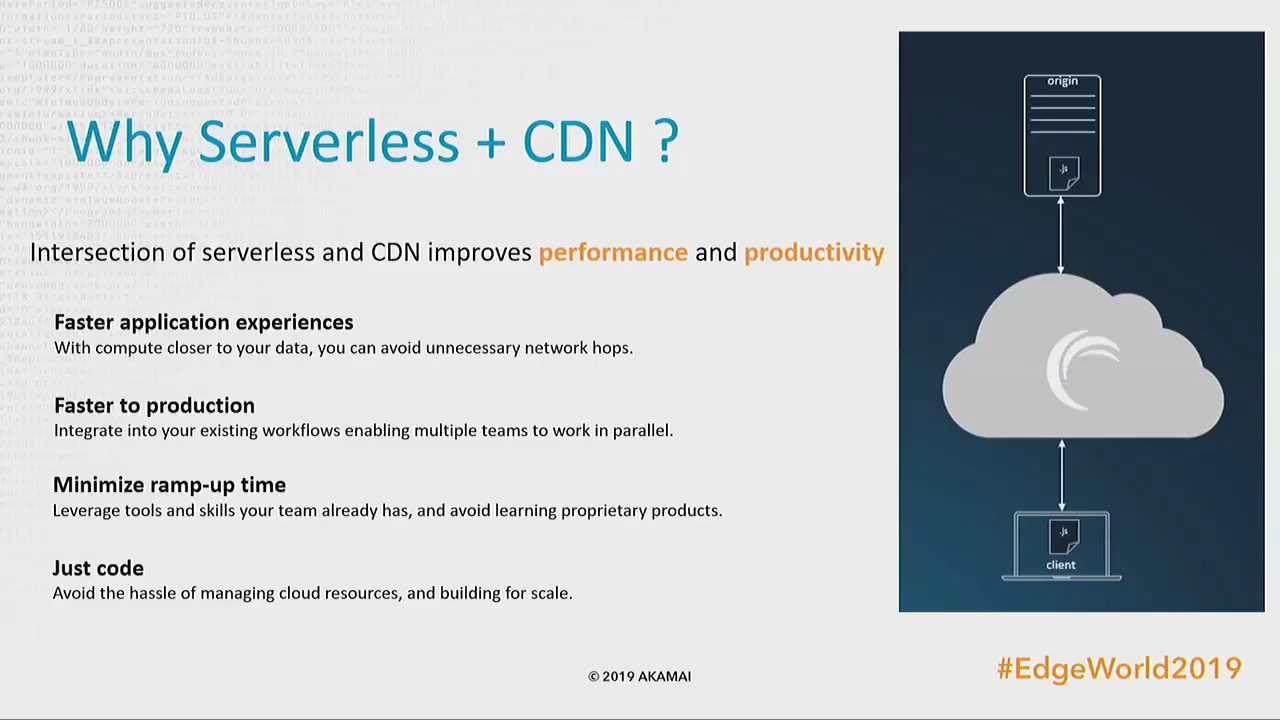 Why Serverless + CDN ?
Intersection of serverless and CDN improves performance and productivity
Faster application experiences
With compute closer to your data, you can avoid unnecessary network hops.
Faster to production
Integrate into your existing workflows enabling multiple teams to work in parallel.
Minimize ramp-up time
Leverage tools and skills your team already has, and avoid learning proprietary products.
Just code
Avoid the hassle of managing cloud resources, and building for scale.
origin
.js
.js
client
© 2019 AKAMAI
#EdgeWorld2019